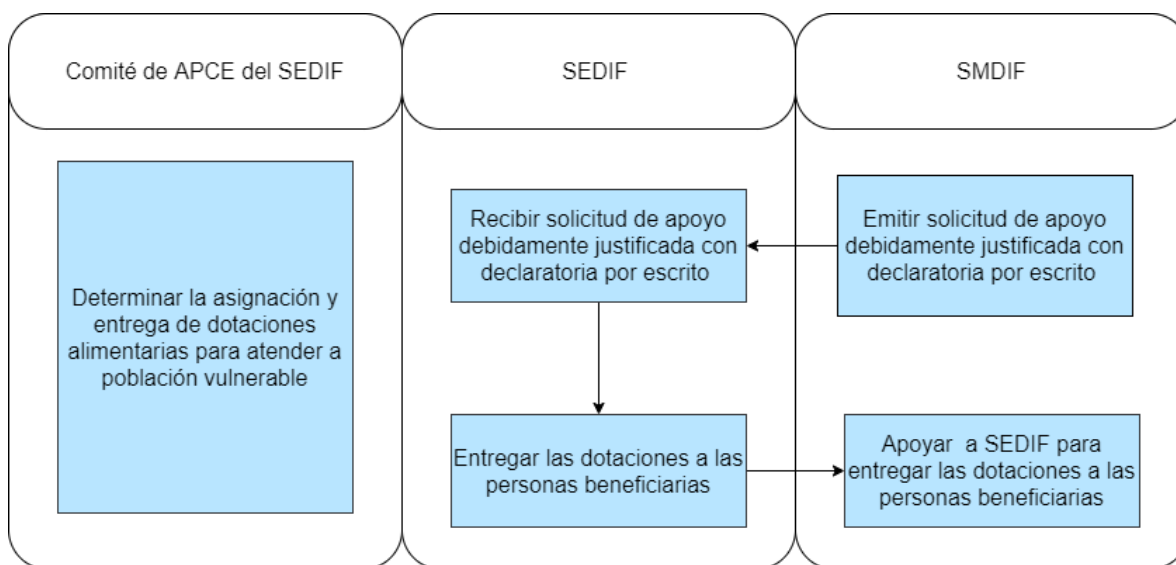 Comité de APCE del SEDIF
SEDIF
SMDIF
Determinar la asignación y
entrega de dotaciones
alimentarias para atender a
población vulnerable
Recibir solicitud de apoyo
debidamente justificada con
declaratoria por escrito
Emitir solicitud de apoyo
debidamente justificada con
declaratoria por escrito
Entregar las dotaciones a las
personas beneficiarias
Apoyar a SEDIF para
entregar las dotaciones a las
personas beneficiarias